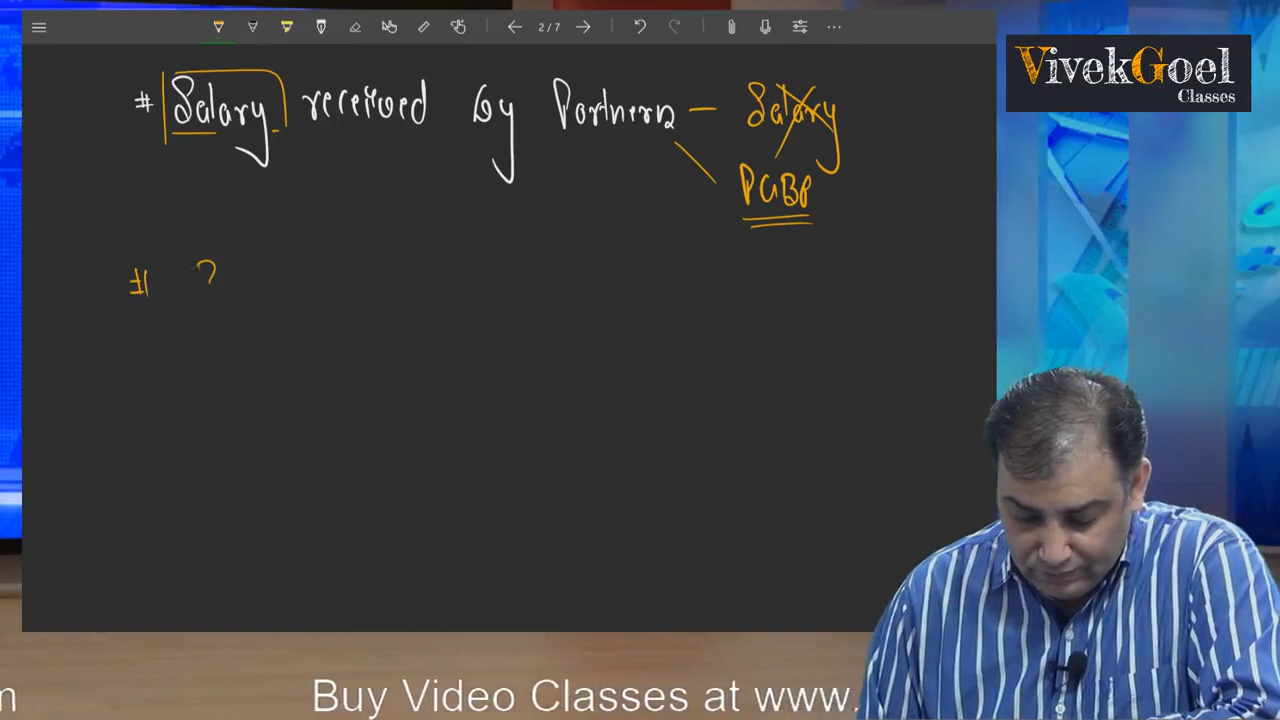 2/7
VivekGoel
Classes
# Salary received by Partners – Salary
PGBP
# ?
m
Buy Video Classes at www.